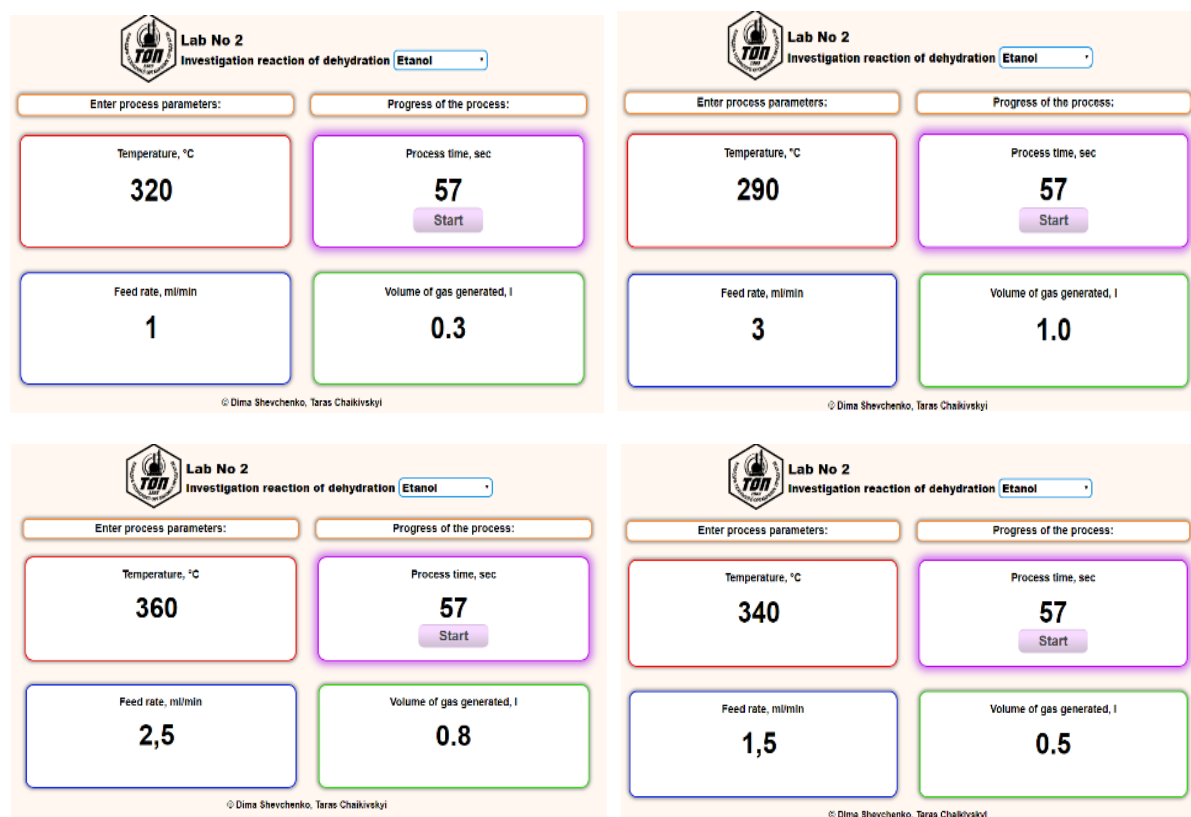 Lab No 2
Investigation reaction of dehydration Etanol
Enter process parameters:
Progress of the process:
Temperature, °C
320
Process time, sec
57
Start
Feed rate, ml/min
1
Volume of gas generated, l
0.3
© Dima Shevchenko, Taras Chaikivskyi
ТОП
Lab No 2
Investigation reaction of dehydration Etanol
Enter process parameters:
Progress of the process:
Temperature, °C
290
Process time, sec
57
Start
Feed rate, ml/min
3
Volume of gas generated, l
1.0
© Dima Shevchenko, Taras Chaikivskyi
ТОП
Lab No 2
Investigation reaction of dehydration Etanol
Enter process parameters:
Progress of the process:
Temperature, °C
360
Process time, sec
57
Start
Feed rate, ml/min
2,5
Volume of gas generated, l
0.8
© Dima Shevchenko, Taras Chaikivskyi
ТОП
Lab No 2
Investigation reaction of dehydration Etanol
Enter process parameters:
Progress of the process:
Temperature, °C
340
Process time, sec
57
Start
Feed rate, ml/min
1,5
Volume of gas generated, l
0.5
© Dima Shevchenko, Taras Chaikivskyi
ТОП